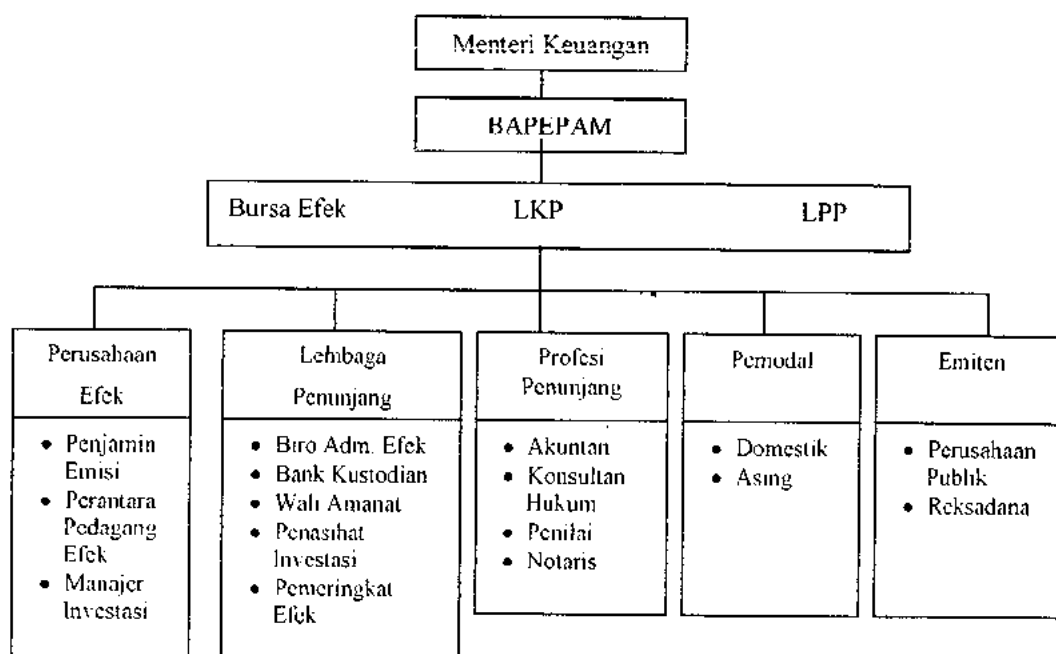 Menteri Keuangan
BAPEPAM
Bursa Efek LKP LPP
Perusahaan
Efek
• Penjamin
Emisi
• Perantara
Pedagang
Efek
• Manajer
Investasi
Lembaga
Penunjang
• Biro Adm. Efek
• Bank Kustodian
• Wali Amanat
• Penasihat
Investasi
• Pemeringkat
Efek
Profesi
Penunjang
• Akuntan
• Konsultan
Hukum
• Penilai
• Notaris
Pemodal
• Domestik
• Asing
Emiten
• Perusahaan
Publik
• Reksadana